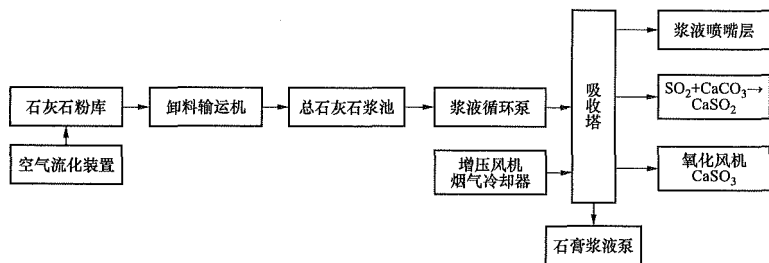 浆液喷嘴层
石灰石粉库
卸料输运机
总石灰石浆池
浆液循环泵
吸收塔
SO₂+CaCO₃→
CaSO₂
空气流化装置
增压风机
烟气冷却器
氧化风机
CaSO₃
石膏浆液泵